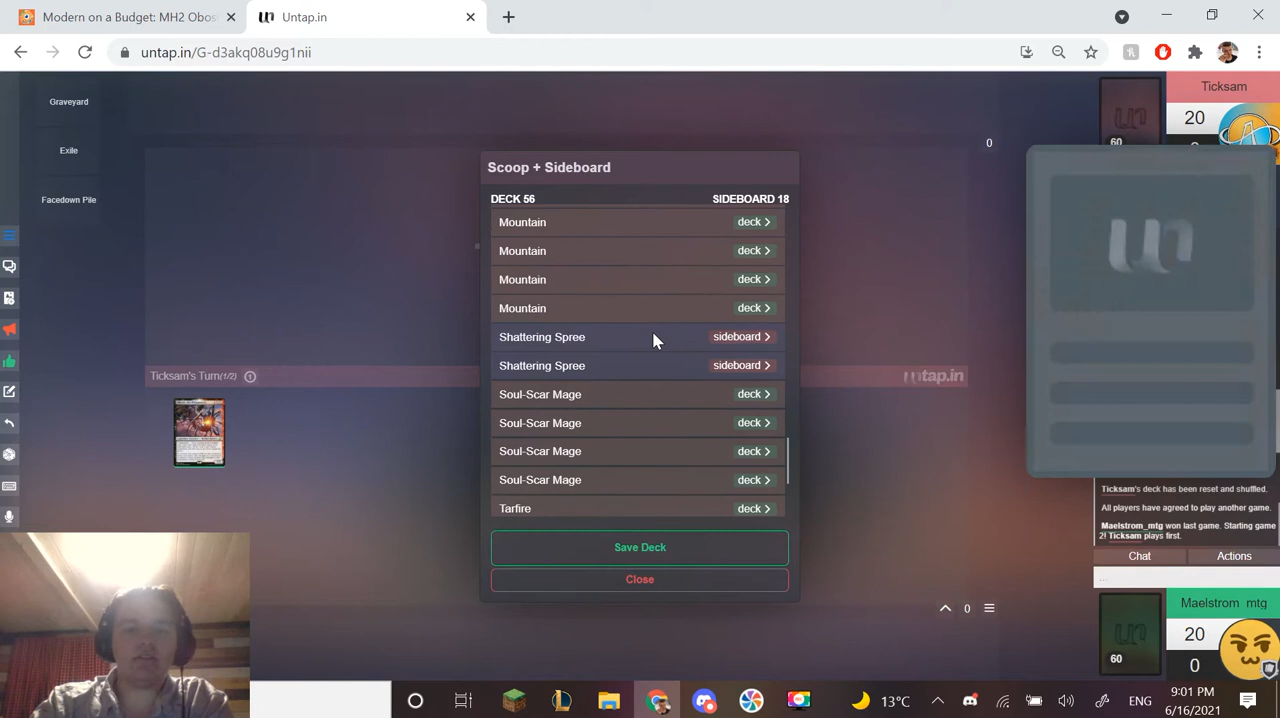 Modern on a Budget: MH2 Obos
Untap.in
untap.in/G-d3akq08u9g1nii
Graveyard
Exile
Facedown Pile
0
Ticksam
20
60
Scoop + Sideboard
DECK 56
SIDEBOARD 18
Mountain
deck >
Mountain
deck >
Mountain
deck >
Mountain
deck >
Shattering Spree
sideboard >
Shattering Spree
sideboard >
Soul-Scar Mage
deck >
Soul-Scar Mage
deck >
Soul-Scar Mage
deck >
Soul-Scar Mage
deck >
Tarfire
deck >
Save Deck
Close
Ticksam's Turn(1/2)
untap.in
Ticksam's deck has been reset and shuffled.
All players have agreed to play another game.
Maelstrom_mtg won last game. Starting game
2! Ticksam plays first.
Chat
Actions
...
0
Maelstrom_mtg
20
60
0
13°C
ENG
9:01 PM
6/16/2021